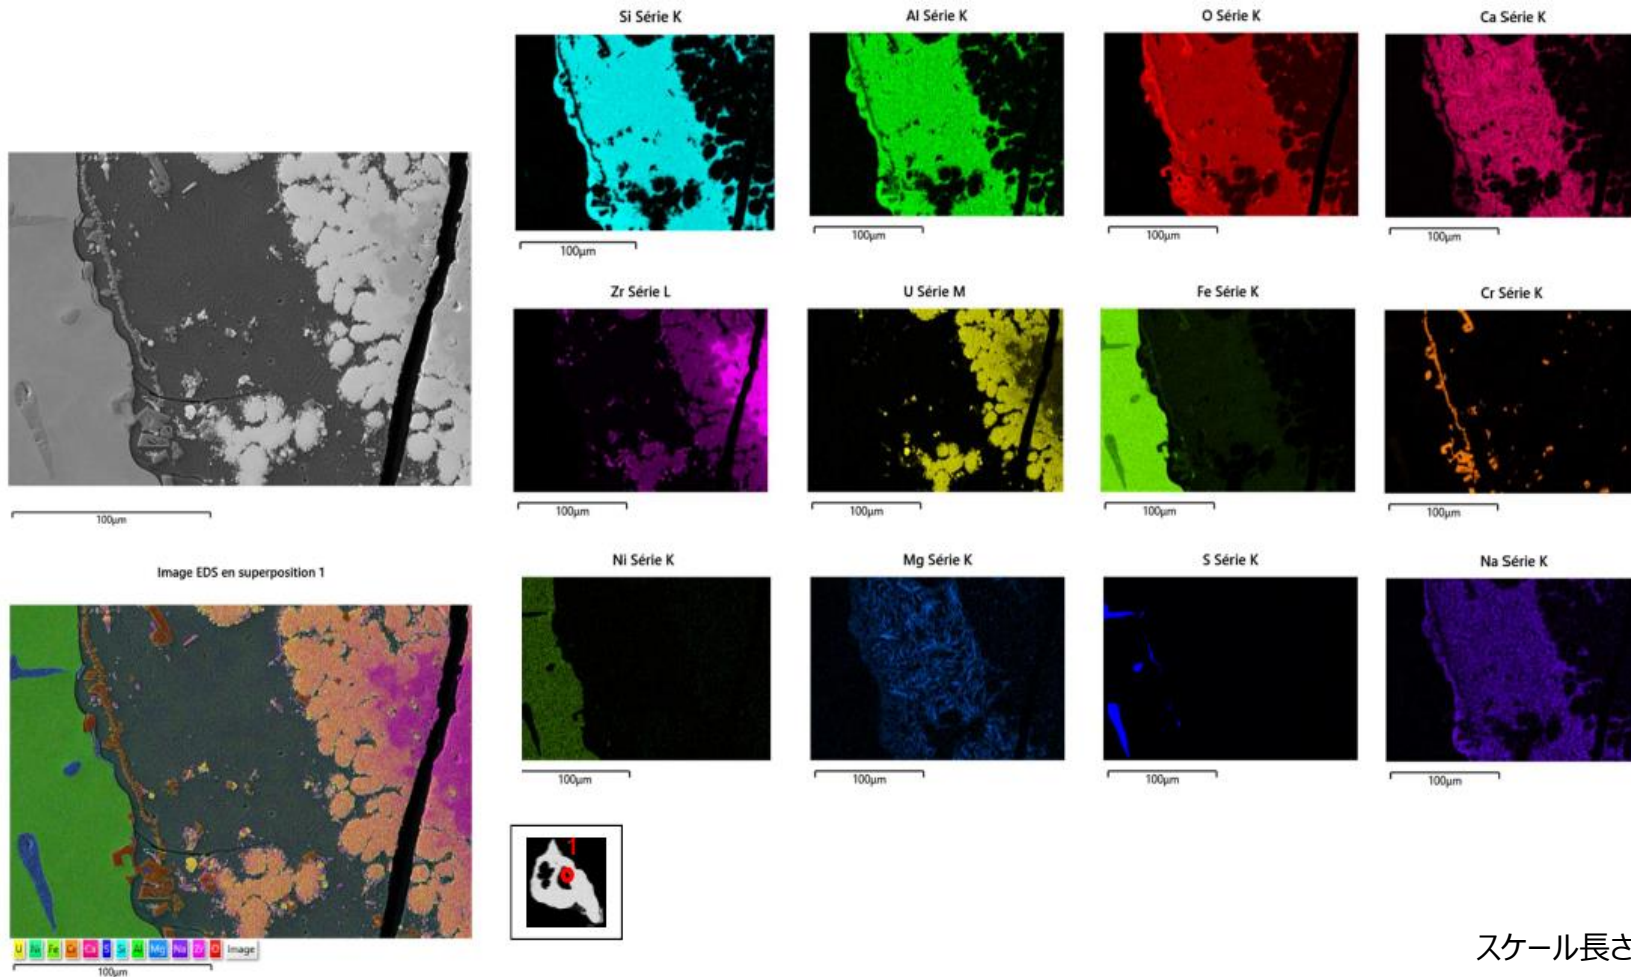 Si Série K
Al Série K
O Série K
Ca Série K
100µm
100µm
100µm
100µm
Zr Série L
U Série M
Fe Série K
Cr Série K
100µm
100µm
100µm
100µm
100µm
Image EDS en superposition 1
Ni Série K
Mg Série K
S Série K
Na Série K
100µm
100µm
100µm
100µm
1
U Ni Fe Cr Ca S Si Al Mg Na Zr O Image
100µm
スケール長さ